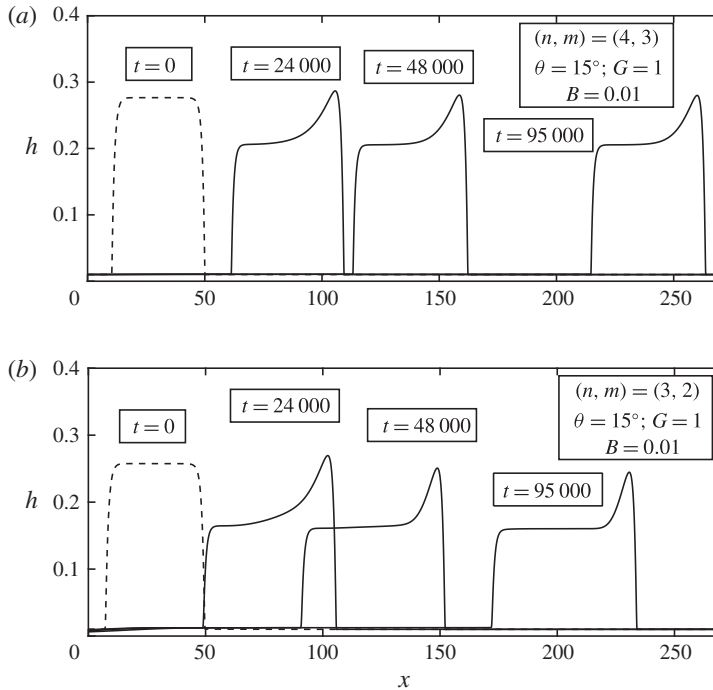 (a)
0.4
0.3
h
0.2
0.1
0
50
100
150
200
250
t = 0
t = 24 000
t = 48 000
t = 95 000
(n, m) = (4, 3)
θ = 15°; G = 1
B = 0.01
(b)
0.4
0.3
h
0.2
0.1
0
50
100
150
200
250
x
t = 0
t = 24 000
t = 48 000
t = 95 000
(n, m) = (3, 2)
θ = 15°; G = 1
B = 0.01